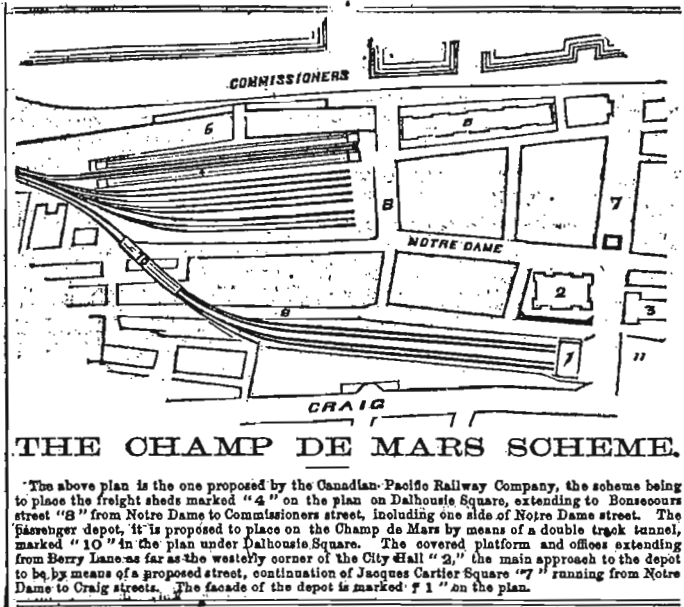 COMMISSIONERS
6
5
4
8
7
NOTRE DAME
10
2
3
9
1
11
CRAIG
THE CHAMP DE MARS SCHEME.
The above plan is the one proposed by the Canadian Pacific Railway Company, the scheme being
to place the freight sheds marked "4" on the plan on Dalhousie Square, extending to Bonsecours
street "8" from Notre Dame to Commissioners street, including one side of Notre Dame street. The
passenger depot, it is proposed to place on the Champ de Mars by means of a double track tunnel,
marked "10" in the plan under Dalhousie Square. The covered platform and offices extending
from Berry Lane as far as the westerly corner of the City Hall "2," the main approach to the depot
to be by means of a proposed street, continuation of Jacques Cartier Square "7" running from Notre
Dame to Craig streets. The facade of the depot is marked "1" on the plan.